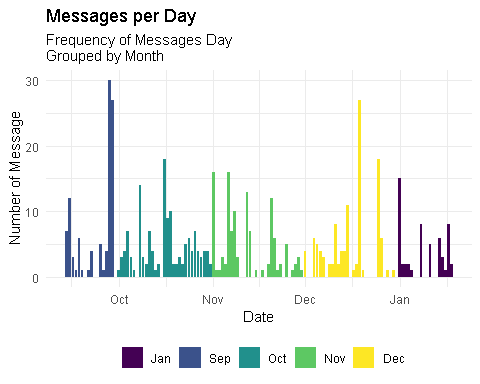 Messages per Day
Frequency of Messages Day
Grouped by Month
Number of Message
30
20
10
0
Oct
Nov
Dec
Jan
Date
Jan
Sep
Oct
Nov
Dec